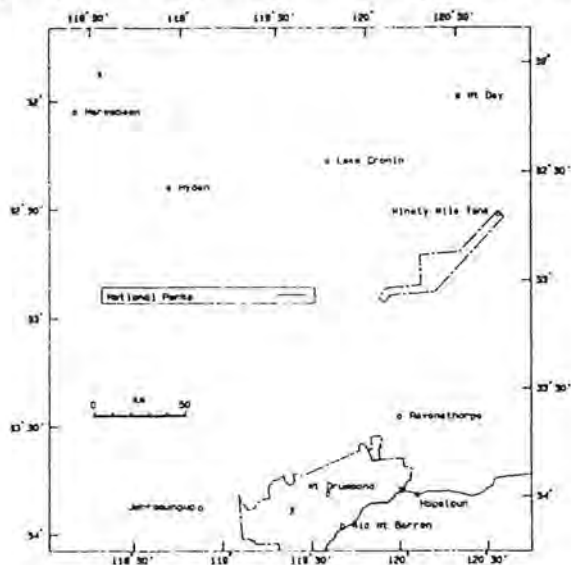 118°30' 119° 119°30' 120° 120°30'
32°
32°
Mt Day
Lake Cronin
32°30'
Hyden
Ninety Mile Tank
32°30'
33°
National Parks
33°
KM
0 50
33°30'
Ravensthorpe
33°30'
Mt Drummond
Jerramungup
Hopetoun
34°
Mid Mt Barren
34°
118°30' 119° 119°30' 120° 120°30'